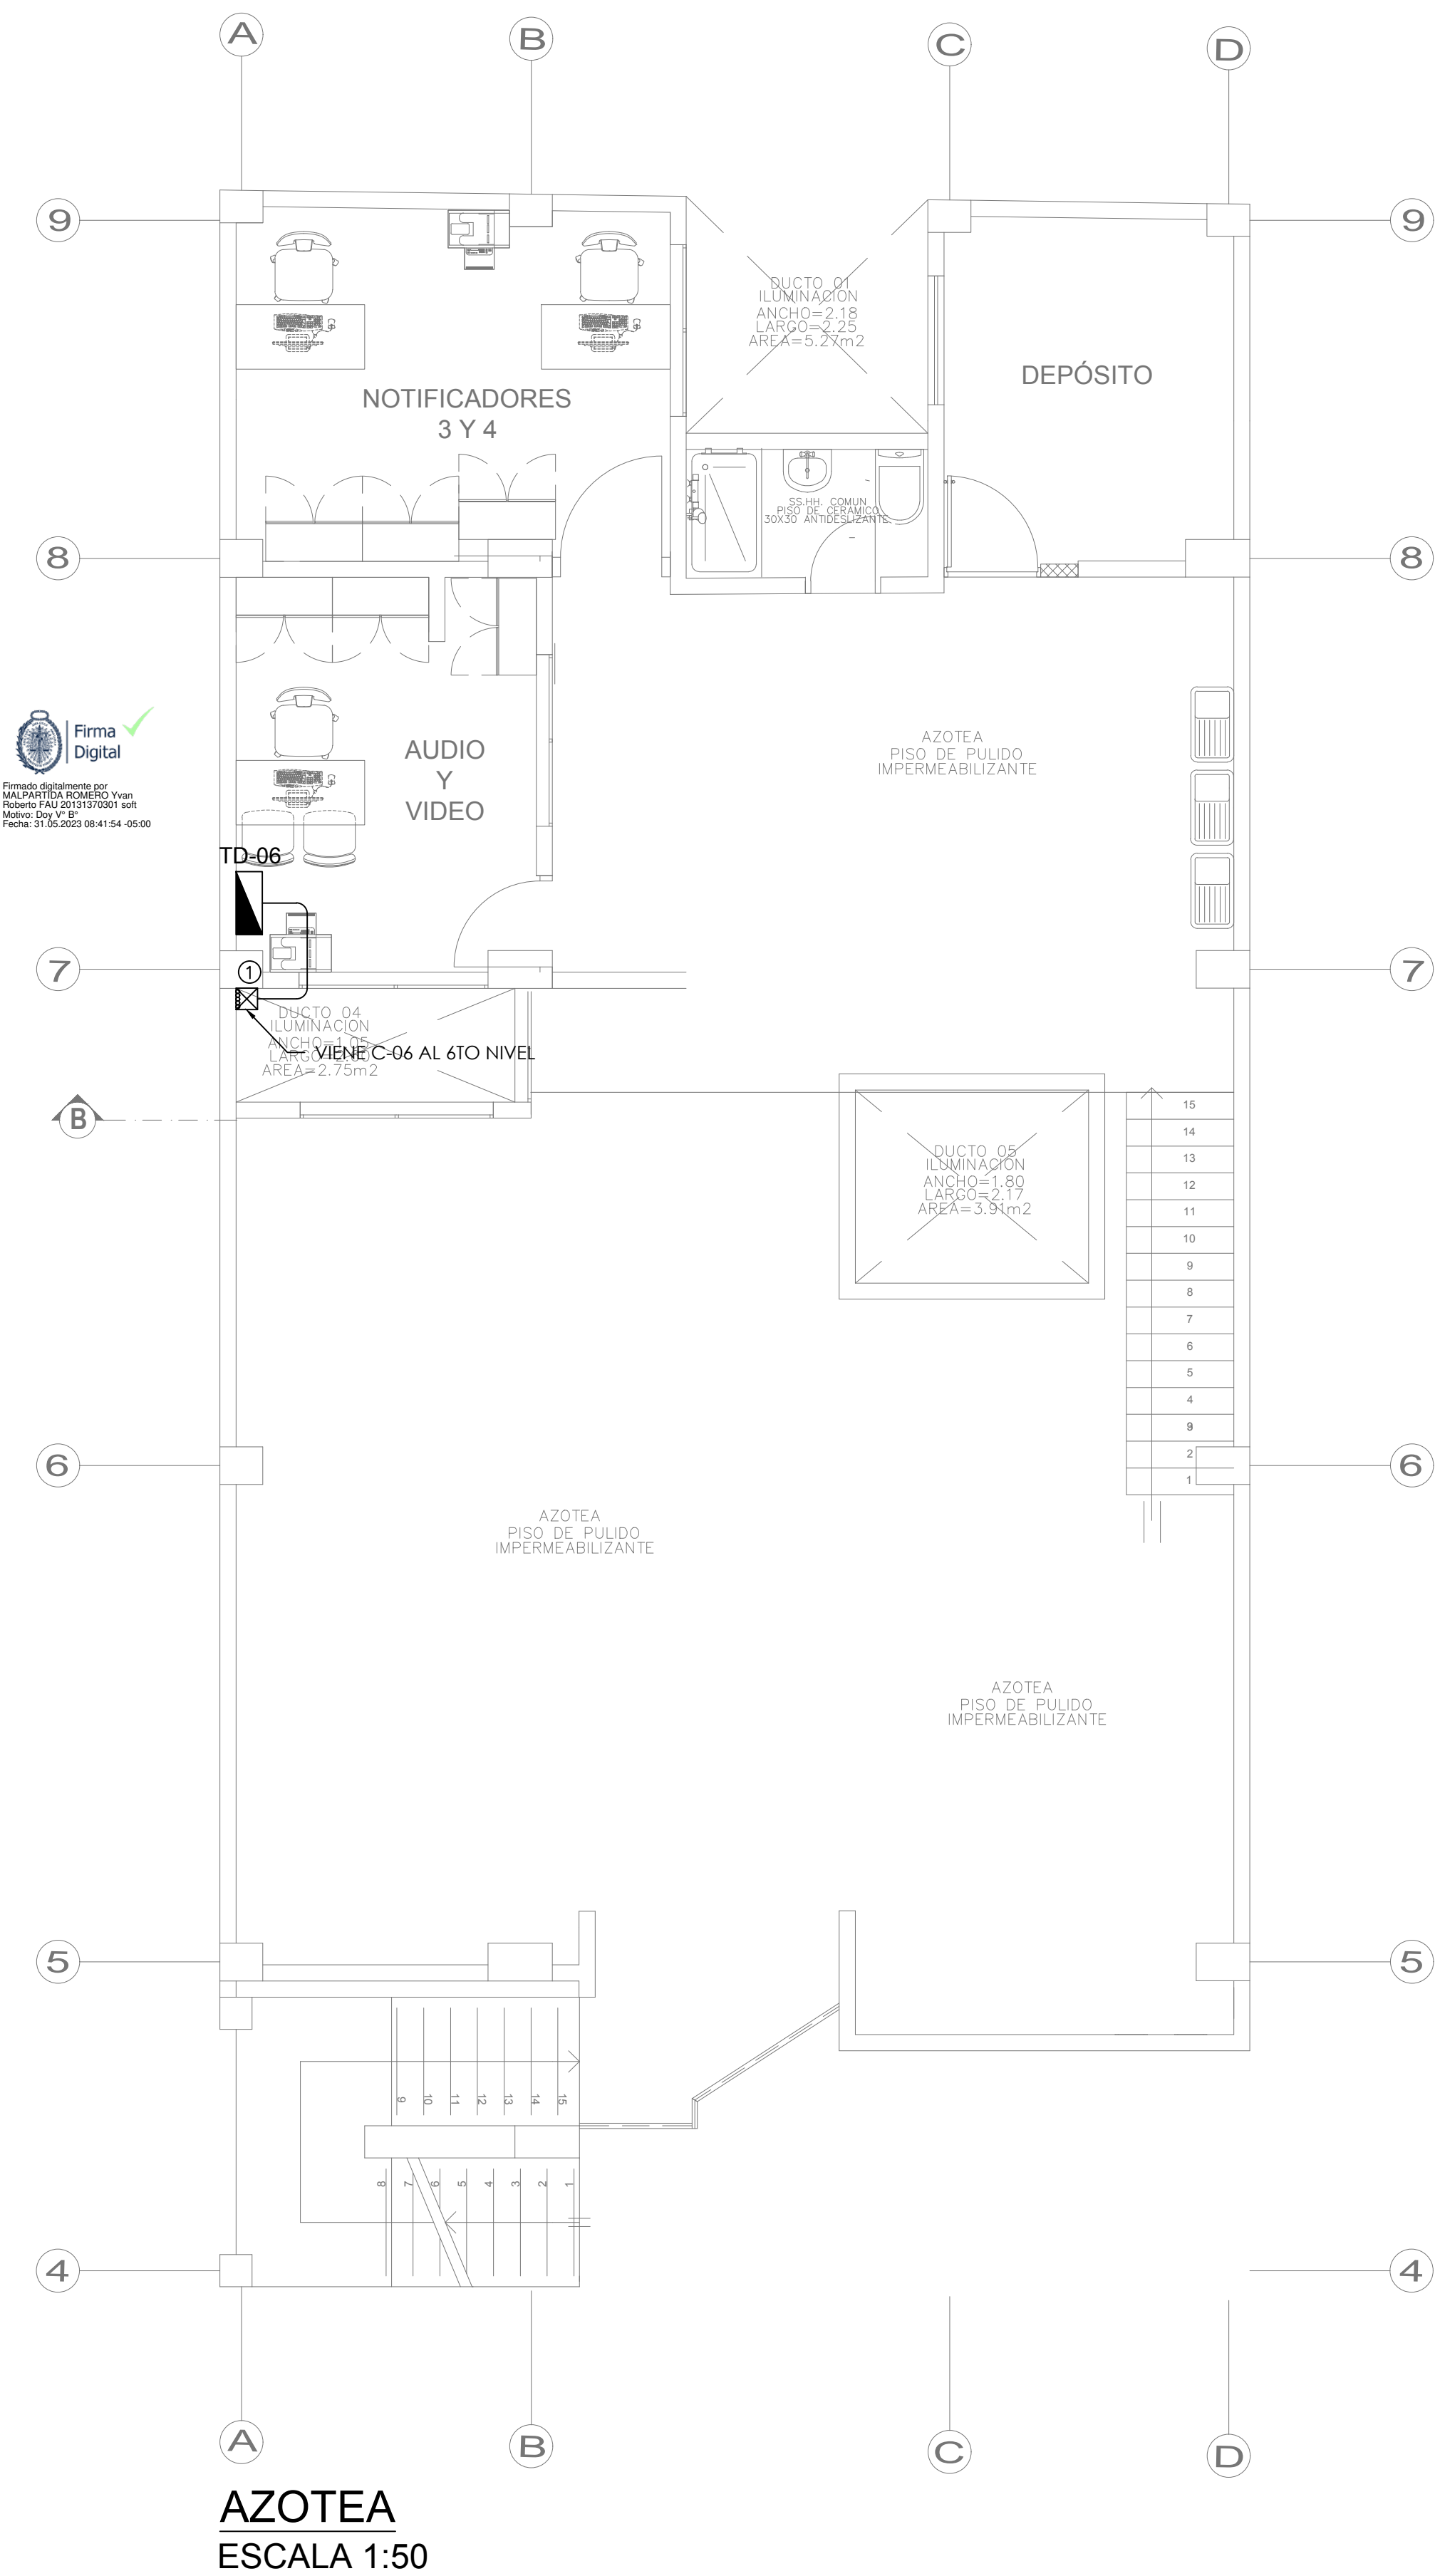 A
B
C
D
9
9
DUCTO 01
ILUMINACION
ANCHO=2.18
LARGO=2.25
AREA=5.27m2
DEPÓSITO
NOTIFICADORES
3 Y 4
SS.HH. COMUN
PISO DE CERAMICO
30X30 ANTIDESLIZANTE
8
8
Firma
Digital
Firmado digitalmente por
MALPARTIDA ROMERO Yvan
Roberto FAU 20131370301 soft
Motivo: Doy V° B°
Fecha: 31.05.2023 08:41:54 -05:00
AUDIO
Y
VIDEO
AZOTEA
PISO DE PULIDO
IMPERMEABILIZANTE
TD-06
7
1
7
DUCTO 04
ILUMINACION
ANCHO=1.05
AREA=2.75m2
VIENE C-06 AL 6TO NIVEL
B
DUCTO 05
ILUMINACION
ANCHO=1.80
LARGO=2.17
AREA=3.91m2
15
14
13
12
11
10
9
8
7
6
5
4
2
1
6
6
AZOTEA
PISO DE PULIDO
IMPERMEABILIZANTE
AZOTEA
PISO DE PULIDO
IMPERMEABILIZANTE
5
5
9
10
11
12
13
14
15
8
7
6
5
4
3
2
1
4
4
A
B
C
D
AZOTEA
ESCALA 1:50